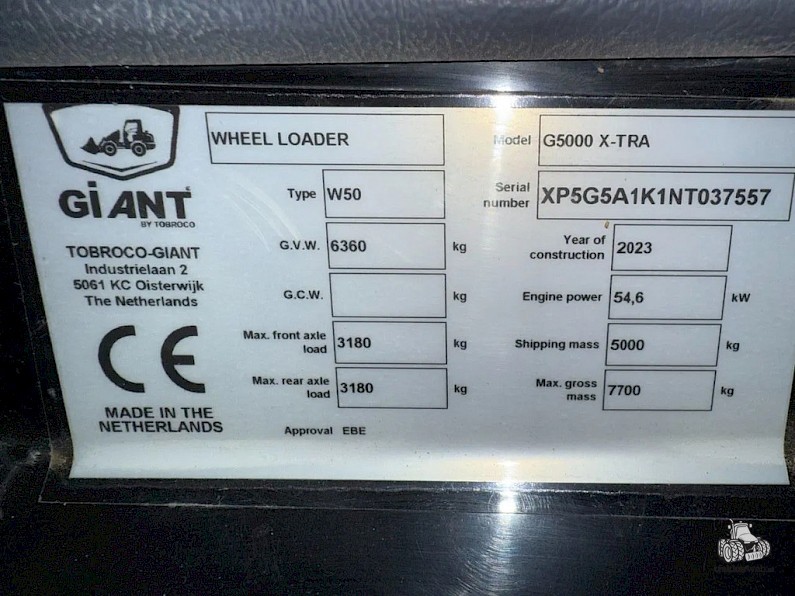 WHEEL LOADER
Model G5000 X-TRA
GiANT
BY TOBROCO
Type W50
Serial number XP5G5A1K1NT037557
TOBROCO-GIANT
Industrielaan 2
5061 KC Oisterwijk
The Netherlands
G.V.W. 6360 kg
Year of construction 2023
G.C.W. kg
Engine power 54,6 kW
Max. front axle load 3180 kg
Shipping mass 5000 kg
Max. rear axle load 3180 kg
Max. gross mass 7700 kg
CE
MADE IN THE
NETHERLANDS
Approval EBE